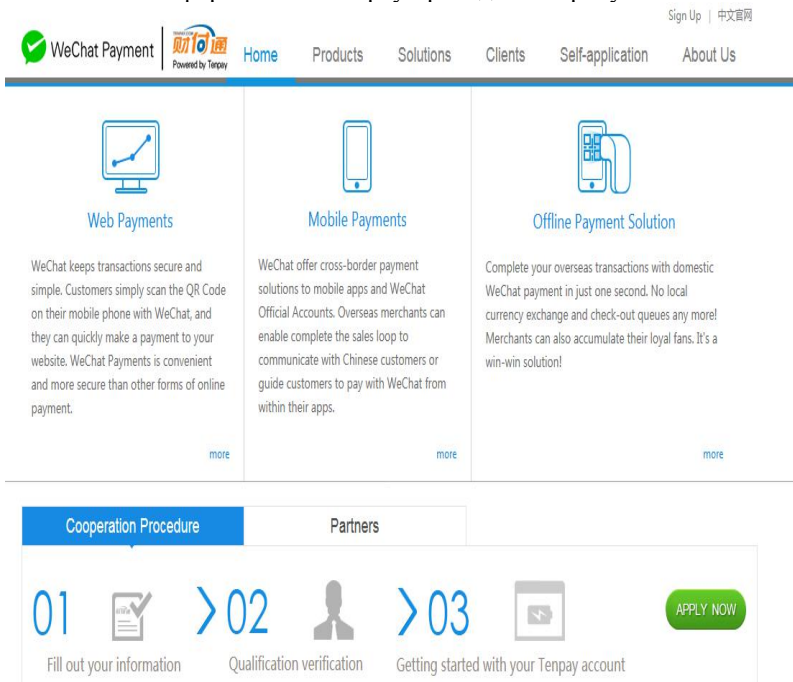 Sign Up | 中文官网
WeChat Payment
财付通
Powered by Tenpay
Home Products Solutions Clients Self-application About Us
Web Payments
WeChat keeps transactions secure and
simple. Customers simply scan the QR Code
on their mobile phone with WeChat, and
they can quickly make a payment to your
website. WeChat Payments is convenient
and more secure than other forms of online
payment.
more
Mobile Payments
WeChat offer cross-border payment
solutions to mobile apps and WeChat
Official Accounts. Overseas merchants can
enable complete the sales loop to
communicate with Chinese customers or
guide customers to pay with WeChat from
within their apps.
more
Offline Payment Solution
Complete your overseas transactions with domestic
WeChat payment in just one second. No local
currency exchange and check-out queues any more!
Merchants can also accumulate their loyal fans. It's a
win-win solution!
more
Cooperation Procedure
Partners
01
Fill out your information
02
Qualification verification
03
Getting started with your Tenpay account
APPLY NOW